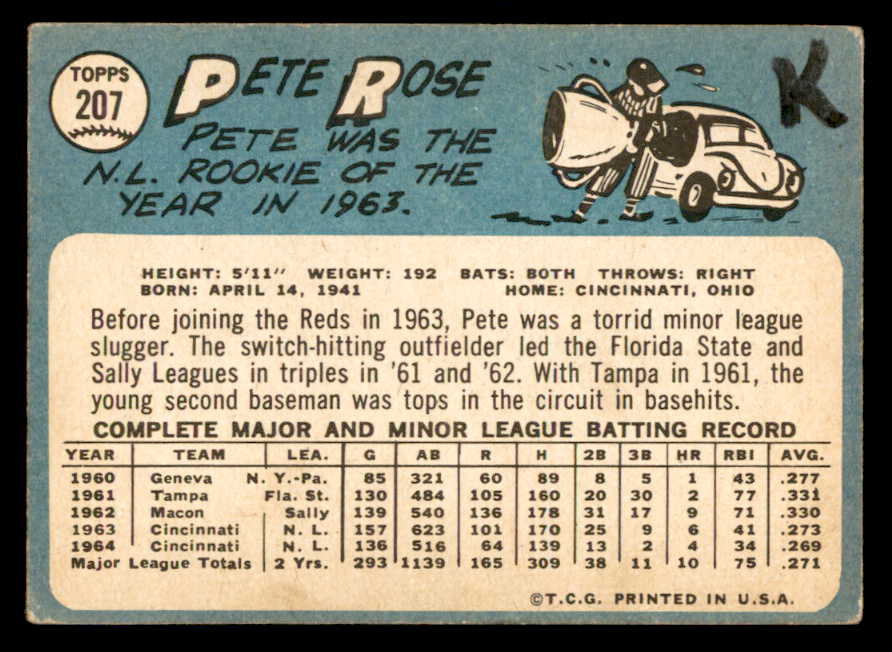 TOPPS
207
PETE ROSE
K
PETE WAS THE
N.L. ROOKIE OF THE
YEAR IN 1963.
HEIGHT: 5'11" WEIGHT: 192 BATS: BOTH THROWS: RIGHT
BORN: APRIL 14, 1941 HOME: CINCINNATI, OHIO
Before joining the Reds in 1963, Pete was a torrid minor league
slugger. The switch-hitting outfielder led the Florida State and
Sally Leagues in triples in '61 and '62. With Tampa in 1961, the
young second baseman was tops in the circuit in basehits.
COMPLETE MAJOR AND MINOR LEAGUE BATTING RECORD
YEAR TEAM LEA. G AB R H 2B 3B HR RBI AVG.
1960 Geneva N. Y.-Pa. 85 321 60 89 8 5 1 43 .277
1961 Tampa Fla. St. 130 484 105 160 20 30 2 77 .331
1962 Macon Sally 139 540 136 178 31 17 9 71 .330
1963 Cincinnati N. L. 157 623 101 170 25 9 6 41 .273
1964 Cincinnati N. L. 136 516 64 139 13 2 4 34 .269
Major League Totals 2 Yrs. 293 1139 165 309 38 11 10 75 .271
©T.C.G. PRINTED IN U.S.A.